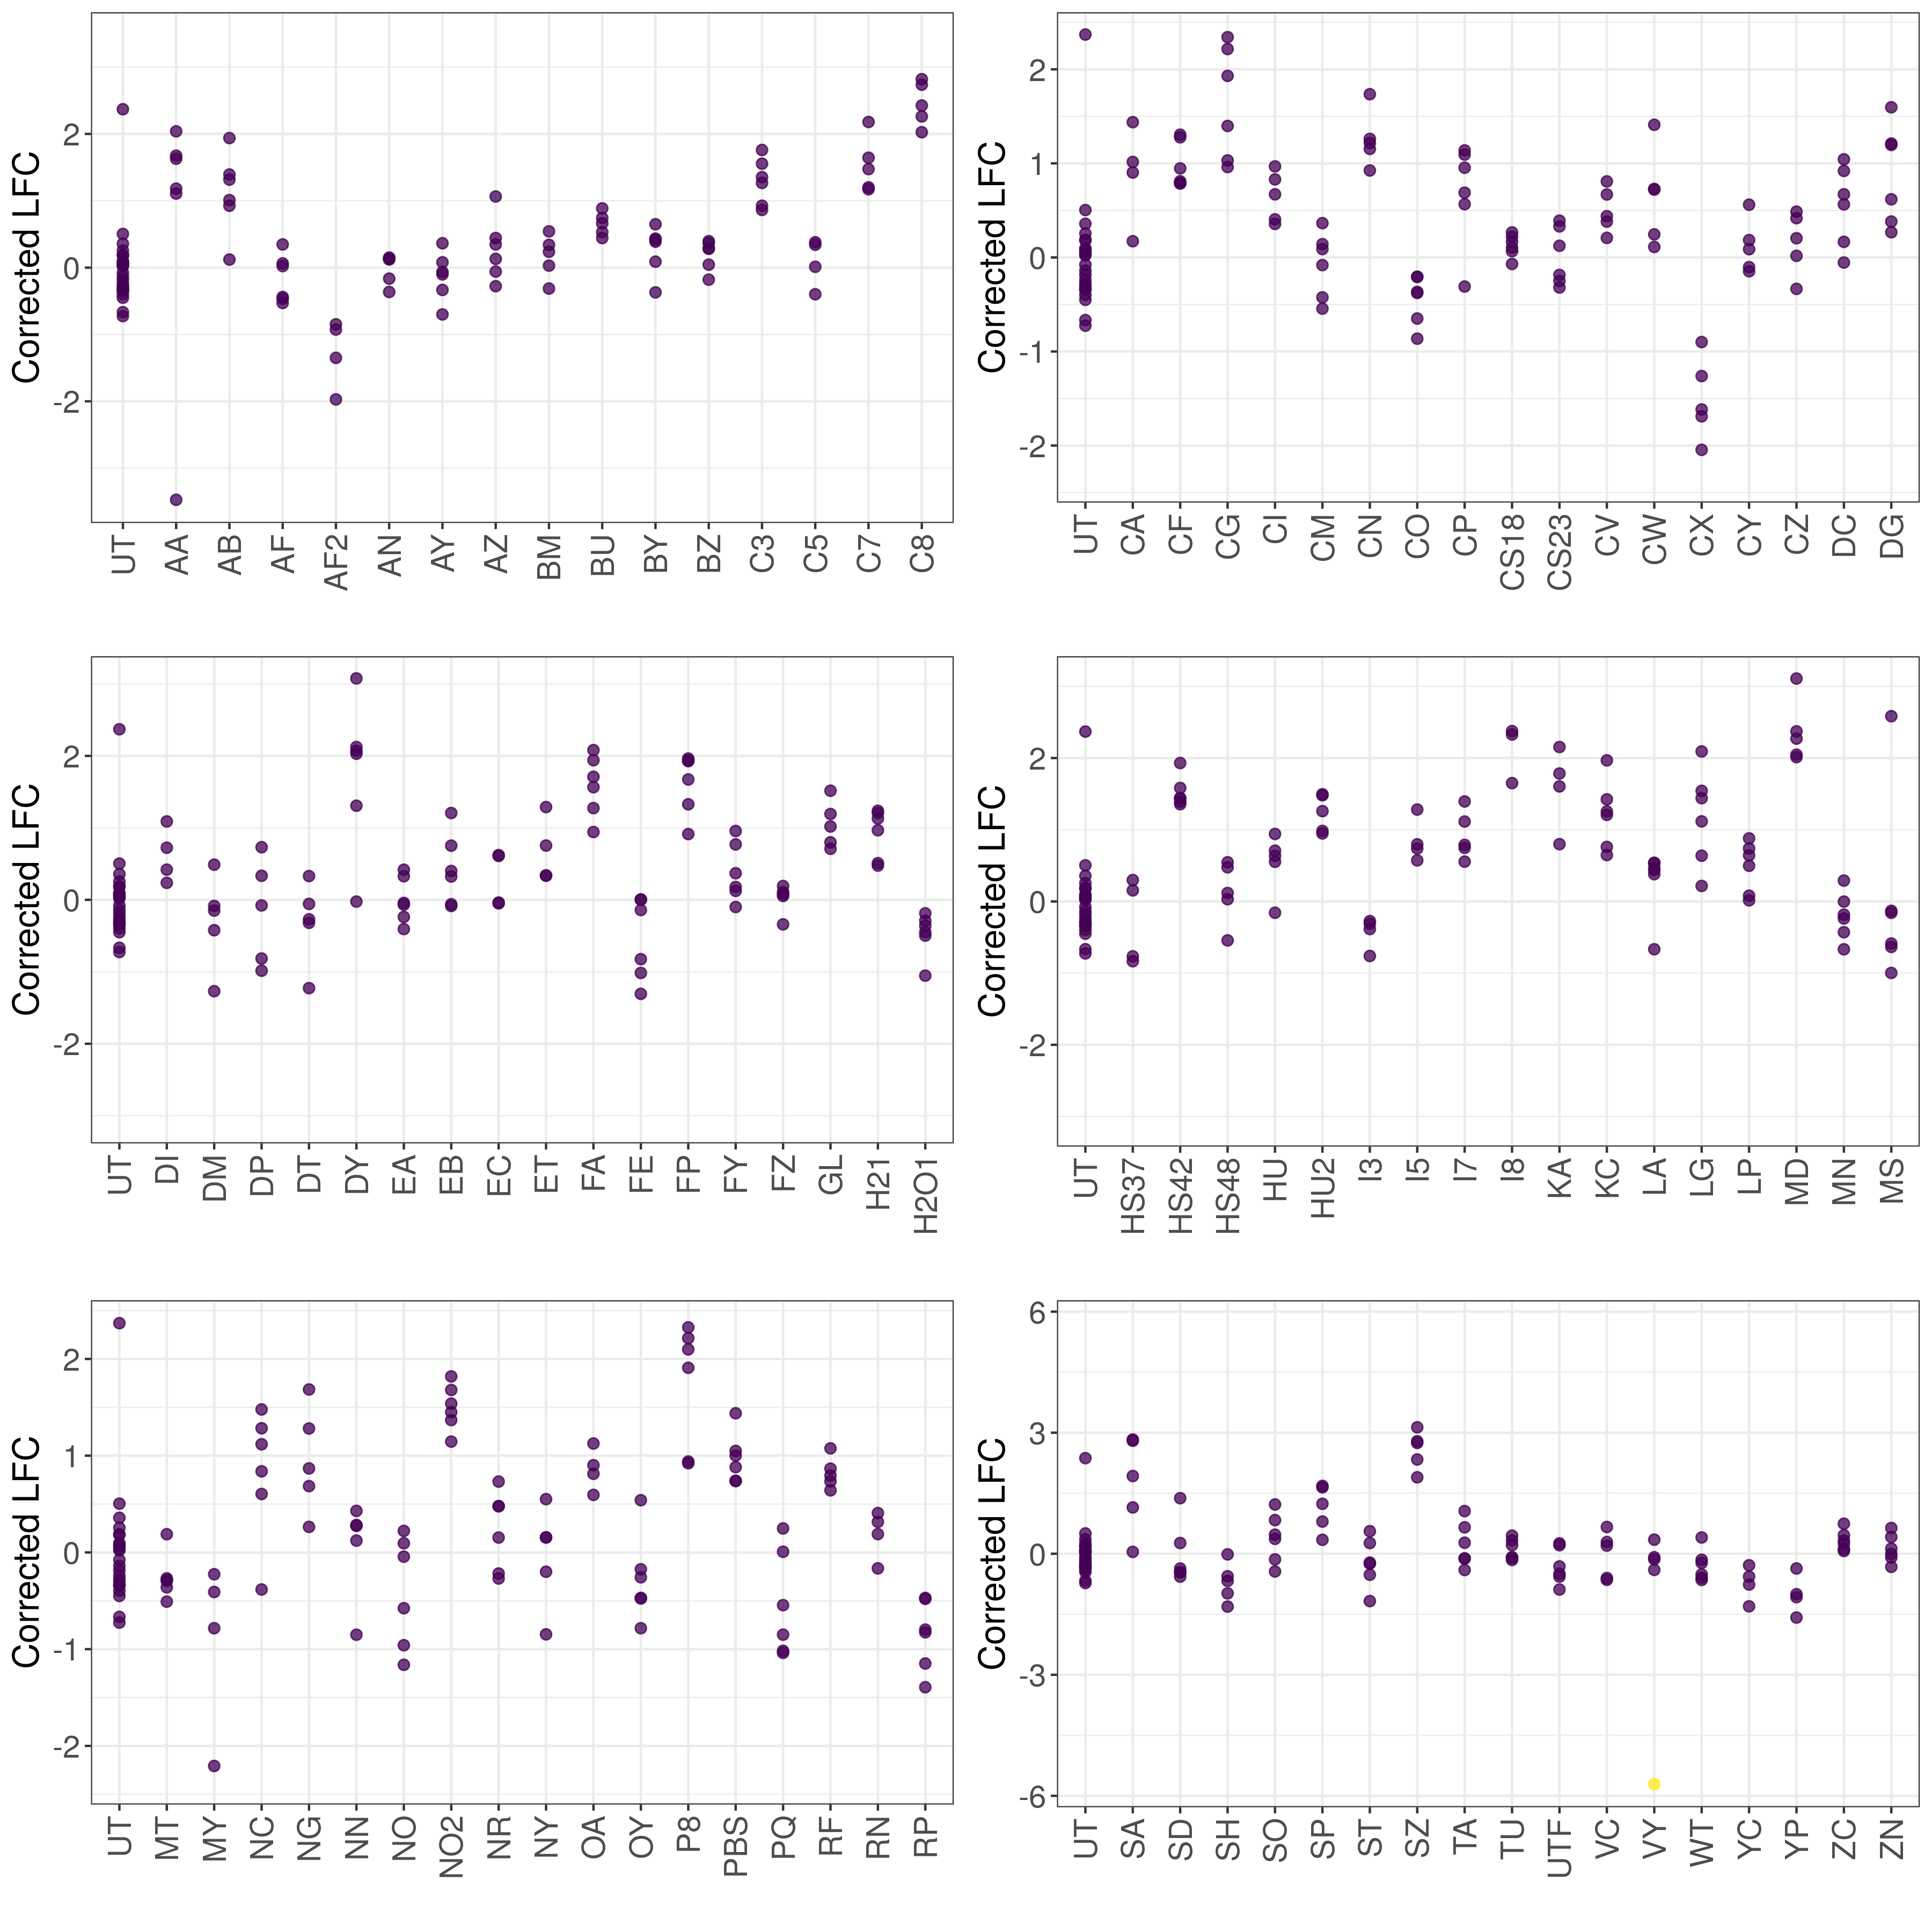 Corrected LFC
2
0
-2
UT AA AB AF AF2 AN AY AZ BM BU BY BZ C3 C5 C7 C8
Corrected LFC
2
1
0
-1
-2
UT CA CF CG CI CM CN CO CP CS18 CS23 CV CW CX CY CZ DC DG
Corrected LFC
2
0
-2
UT DI DM DP DT DY EA EB EC ET FA FE FP FY FZ GL H21 H2O1
Corrected LFC
2
0
-2
UT HS37 HS42 HS48 HU HU2 I3 I5 I7 I8 KA KC LA LG LP MD MN MS
Corrected LFC
2
1
0
-1
-2
UT MT MY NC NG NN NO NO2 NR NY OA OY P8 PBS PQ RF RN RP
Corrected LFC
6
3
0
-3
-6
UT SA SD SH SO SP ST SZ TA TU UTF VC VY WT YC YP ZC ZN